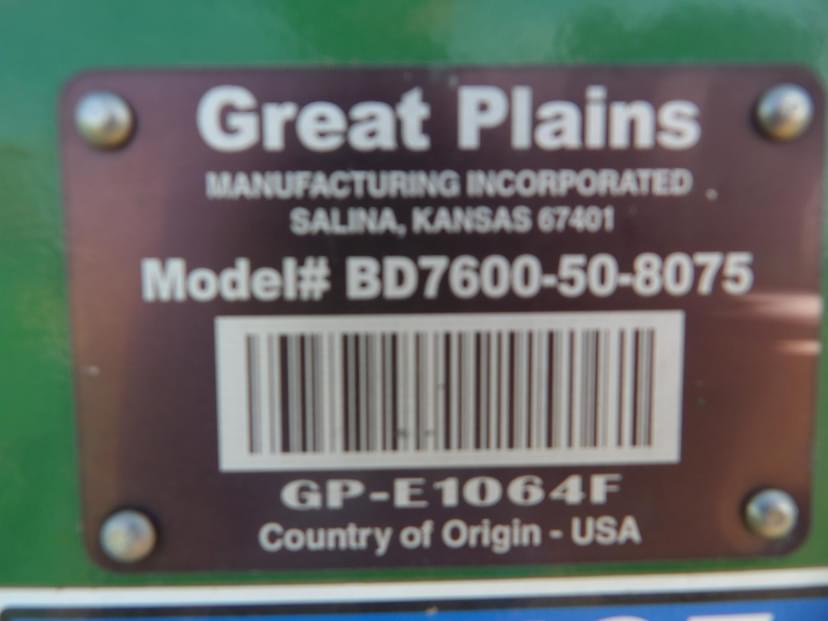 Great Plains
MANUFACTURING INCORPORATED
SALINA, KANSAS 67401
Model# BD7600-50-8075
GP-E1064F
Country of Origin - USA